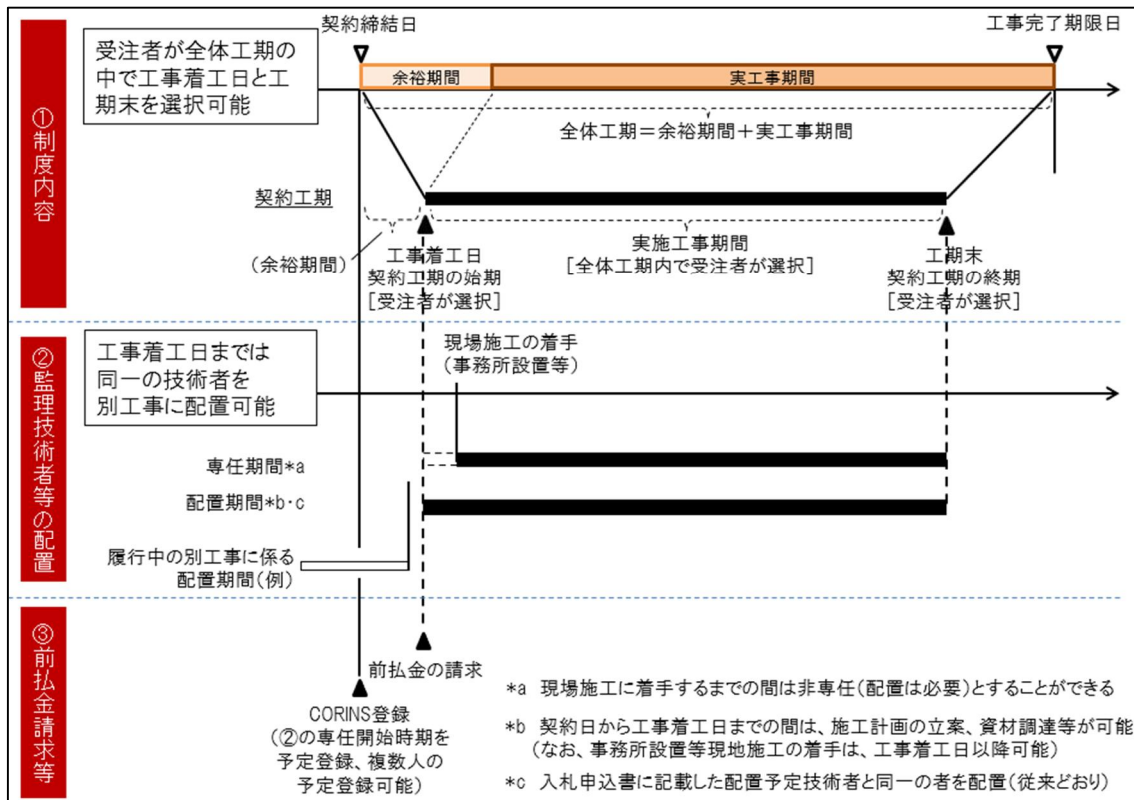 契約締結日
工事完了期限日
①制度内容
受注者が全体工期の
中で工事着工日と工
期末を選択可能
余裕期間
実工事期間
全体工期＝余裕期間＋実工事期間
契約工期
(余裕期間)
工事着工日
契約工期の始期
[受注者が選択]
実施工事期間
[全体工期内で受注者が選択]
工期末
契約工期の終期
[受注者が選択]
②監理技術者等の配置
工事着工日までは
同一の技術者を
別工事に配置可能
現場施工の着手
(事務所設置等)
専任期間*a
配置期間*b・c
履行中の別工事に係る
配置期間(例)
③前払金請求等
前払金の請求
CORINS登録
(②の専任開始時期を
予定登録、複数人の
予定登録可能)
*a 現場施工に着手するまでの間は非専任(配置は必要)とすることができる
*b 契約日から工事着工日までの間は、施工計画の立案、資材調達等が可能
(なお、事務所設置等現地施工の着手は、工事着工日以降可能)
*c 入札申込書に記載した配置予定技術者と同一の者を配置(従来どおり)